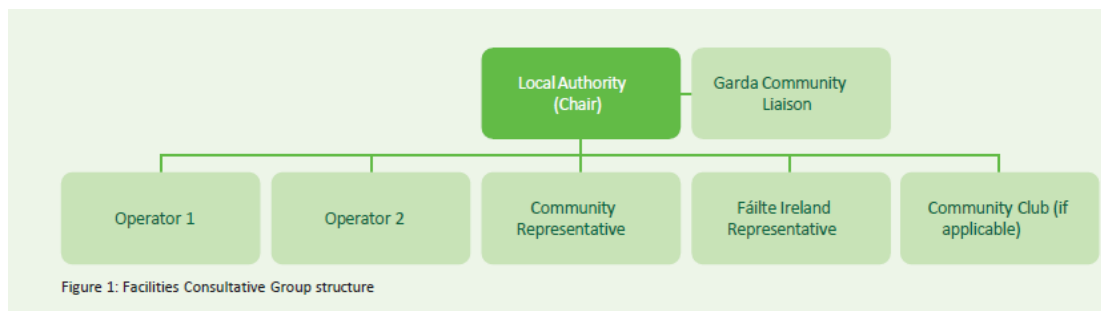 Local Authority
(Chair)
Garda Community
Liaison
Operator 1
Operator 2
Community
Representative
Fáilte Ireland
Representative
Community Club (if
applicable)
Figure 1: Facilities Consultative Group structure